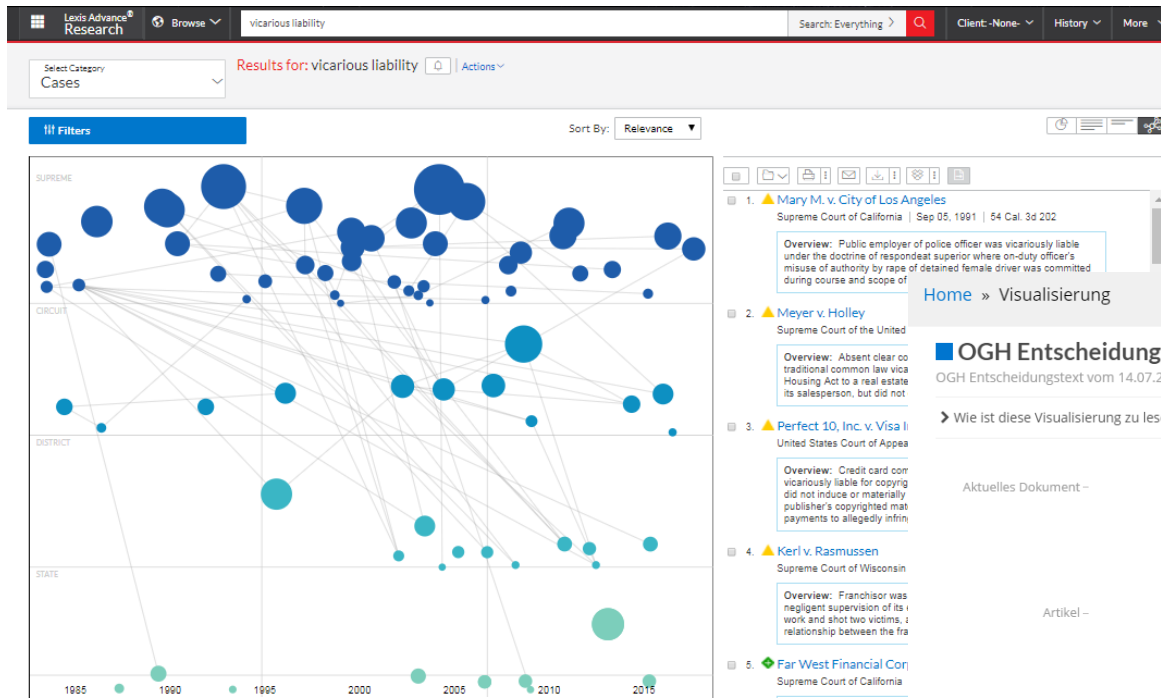 Lexis Advance®
Research
Browse
vicarious liability
Search: Everything
Client: -None-
History
More
Select Category
Cases
Results for: vicarious liability
Actions
Filters
Sort By:
Relevance
SUPREME
CIRCUIT
DISTRICT
STATE
1985
1990
1995
2000
2005
2010
2015
1. Mary M. v. City of Los Angeles
Supreme Court of California | Sep 05, 1991 | 54 Cal. 3d 202
Overview: Public employer of police officer was vicariously liable
under the doctrine of respondeat superior where on-duty officer's
misuse of authority by rape of detained female driver was committed
during course and scope of
2. Meyer v. Holley
Supreme Court of the United
Overview: Absent clear co
traditional common law vica
Housing Act to a real estate
its salesperson, but did not
3. Perfect 10, Inc. v. Visa I
United States Court of Appea
Overview: Credit card com
vicariously liable for copyrig
did not induce or materially
publisher's copyrighted mat
payments to allegedly infrin
4. Kerl v. Rasmussen
Supreme Court of Wisconsin
Overview: Franchisor was
negligent supervision of its
work and shot two victims,
relationship between the fra
5. Far West Financial Cor
Supreme Court of California
Home » Visualisierung
OGH Entscheidung
OGH Entscheidungstext vom 14.07.2
Wie ist diese Visualisierung zu les
Aktuelles Dokument –
Artikel –